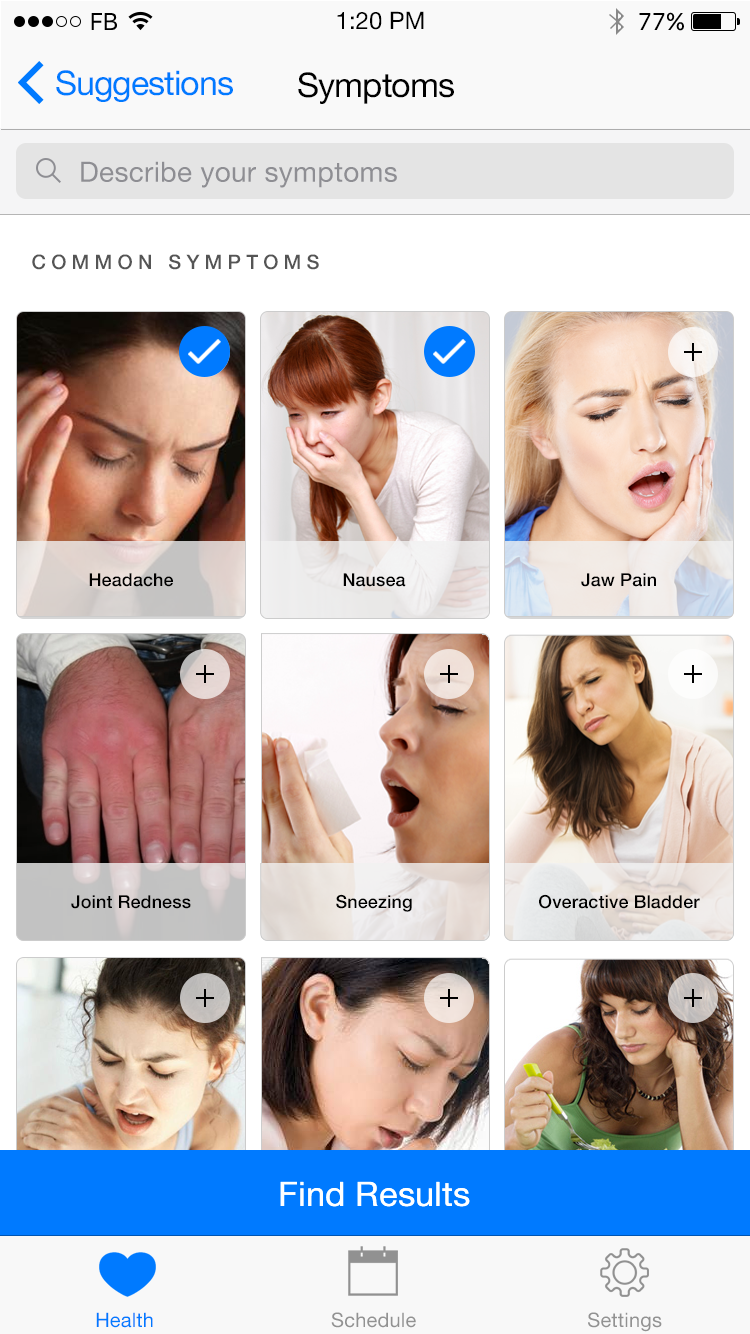 FB 1:20 PM 77%
Suggestions Symptoms
Describe your symptoms
COMMON SYMPTOMS
Headache Nausea Jaw Pain
Joint Redness Sneezing Overactive Bladder
Find Results
Health Schedule Settings